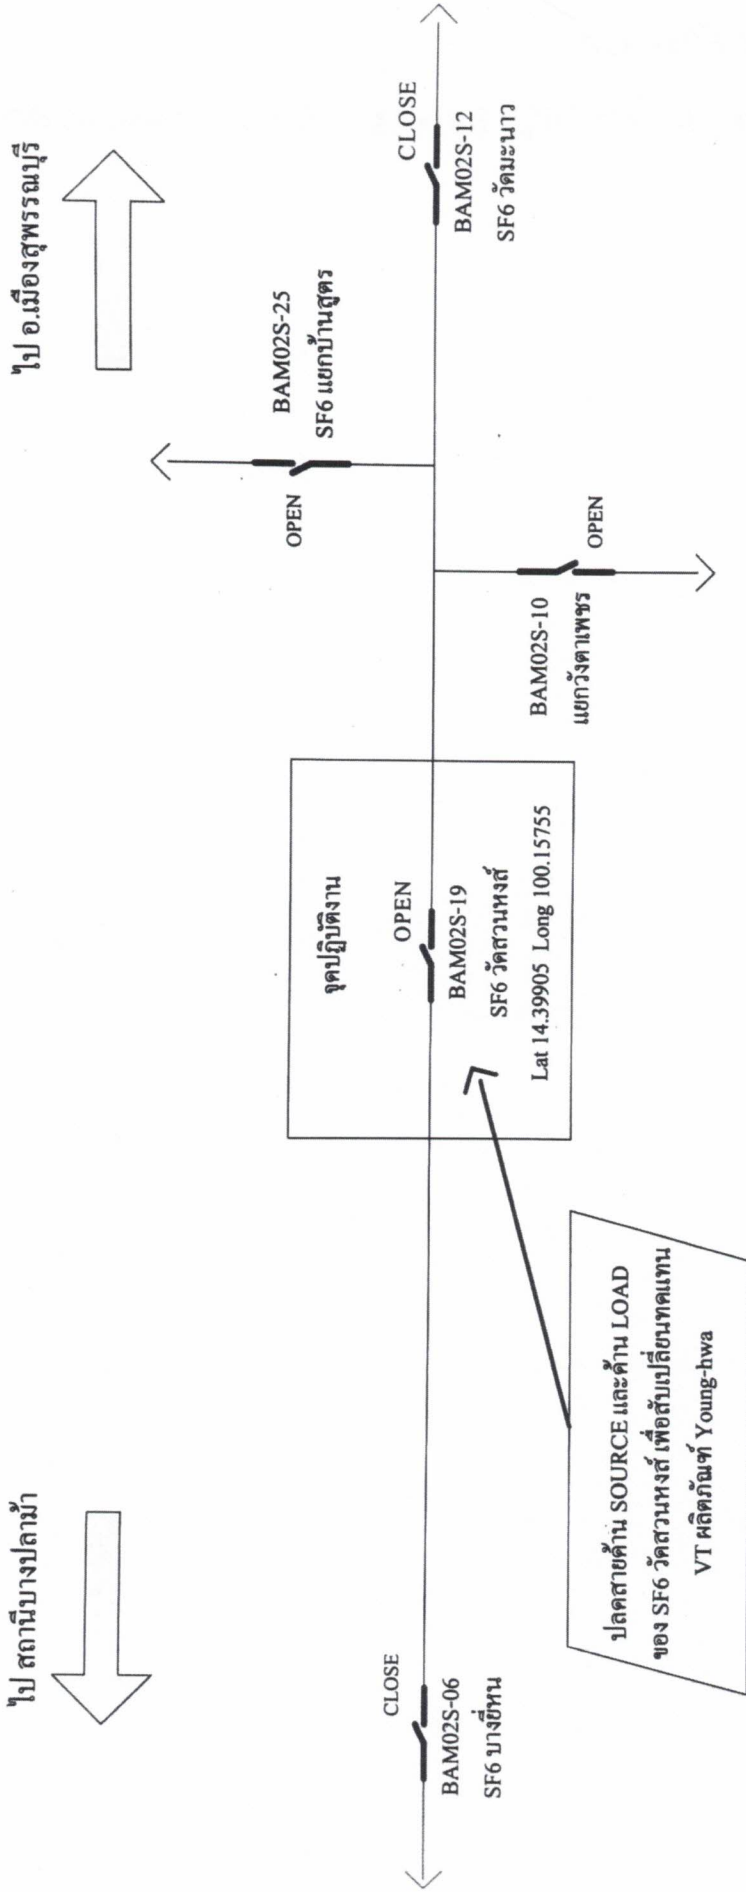 ไป สถานีบางปลาม้า
ไป อ.เมืองสุพรรณบุรี
CLOSE
BAM02S-06
SF6 บางยี่หน
จุดปฏิบัติงาน
OPEN
BAM02S-19
SF6 วัดสวนหงส์
Lat 14.39905 Long 100.15755
ปลดสายด้าน SOURCE และด้าน LOAD
ของ SF6 วัดสวนหงส์ เพื่อสับเปลี่ยนทดแทน
VT ผลิตภัณฑ์ Young-hwa
BAM02S-10
แยกวังตาเพชร
OPEN
OPEN
BAM02S-25
SF6 แยกบ้านสูตร
CLOSE
BAM02S-12
SF6 วัดมะนาว